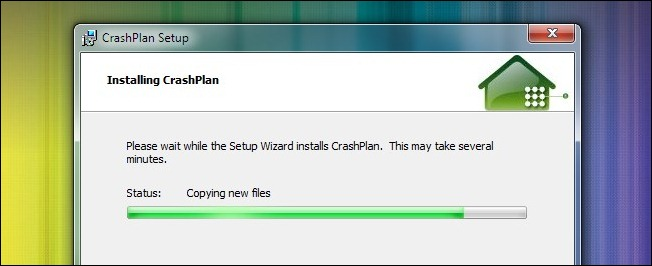 CrashPlan Setup
Installing CrashPlan
Please wait while the Setup Wizard installs CrashPlan. This may take several
minutes.
Status: Copying new files